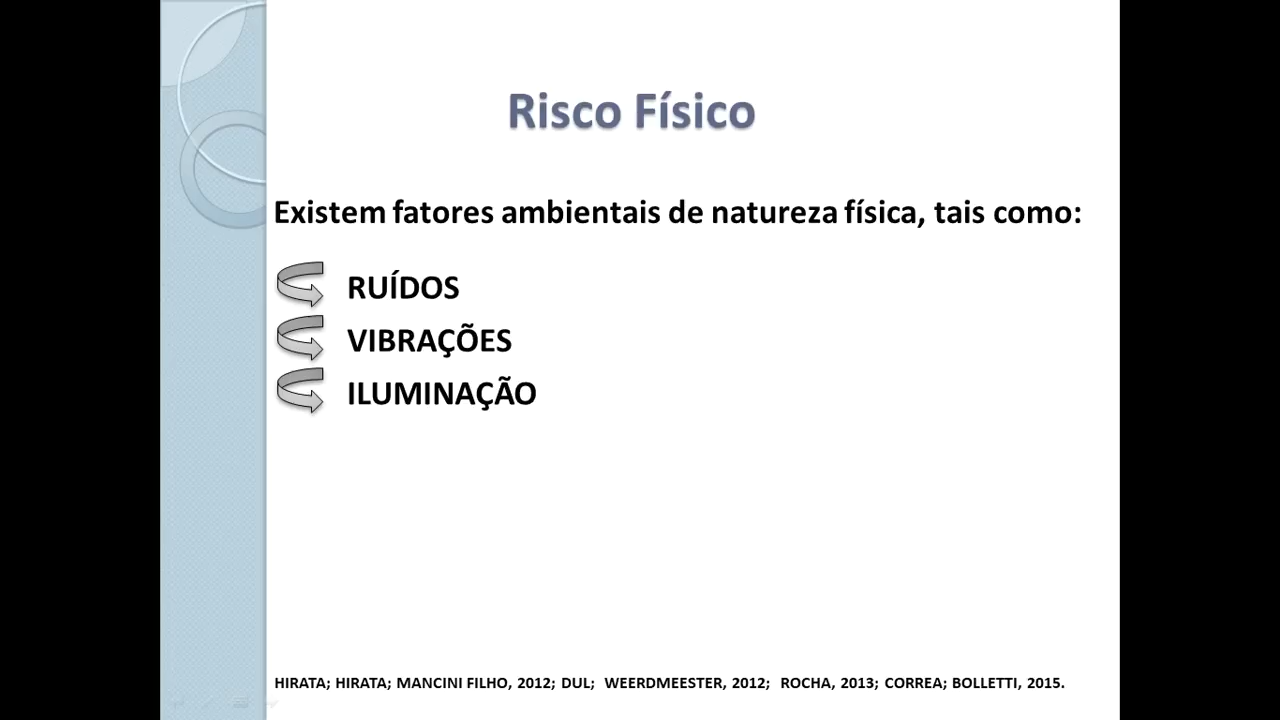 Risco Físico
Existem fatores ambientais de natureza física, tais como:
RUÍDOS
VIBRAÇÕES
ILUMINAÇÃO
HIRATA; HIRATA; MANCINI FILHO, 2012; DUL; WEERDMEESTER, 2012; ROCHA, 2013; CORREA; BOLLETTI, 2015.